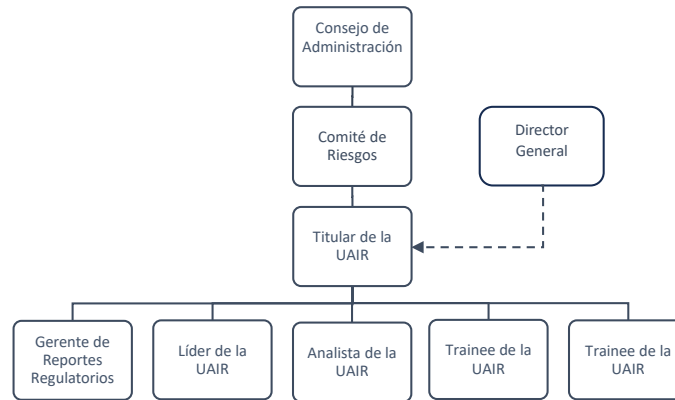 Consejo de
Administración
Comité de
Riesgos
Director
General
Titular de la
UAIR
Gerente de
Reportes
Regulatorios
Líder de la
UAIR
Analista de la
UAIR
Trainee de la
UAIR
Trainee de la
UAIR